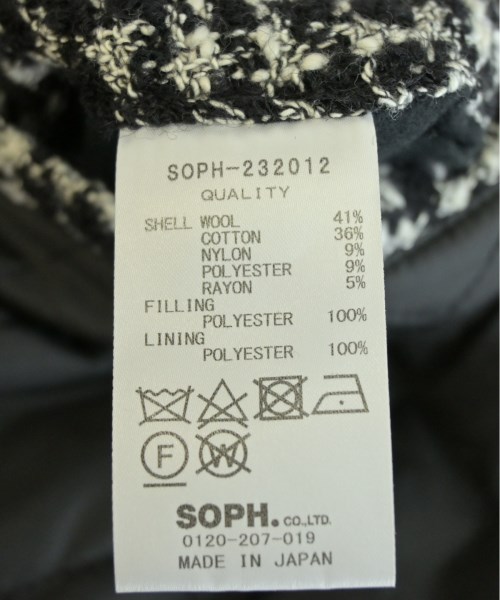 SOPH-232012
QUALITY
SHELL WOOL 41%
COTTON 36%
NYLON 9%
POLYESTER 9%
RAYON 5%
FILLING
POLYESTER 100%
LINING
POLYESTER 100%
F W
SOPH. CO.,LTD.
0120-207-019
MADE IN JAPAN